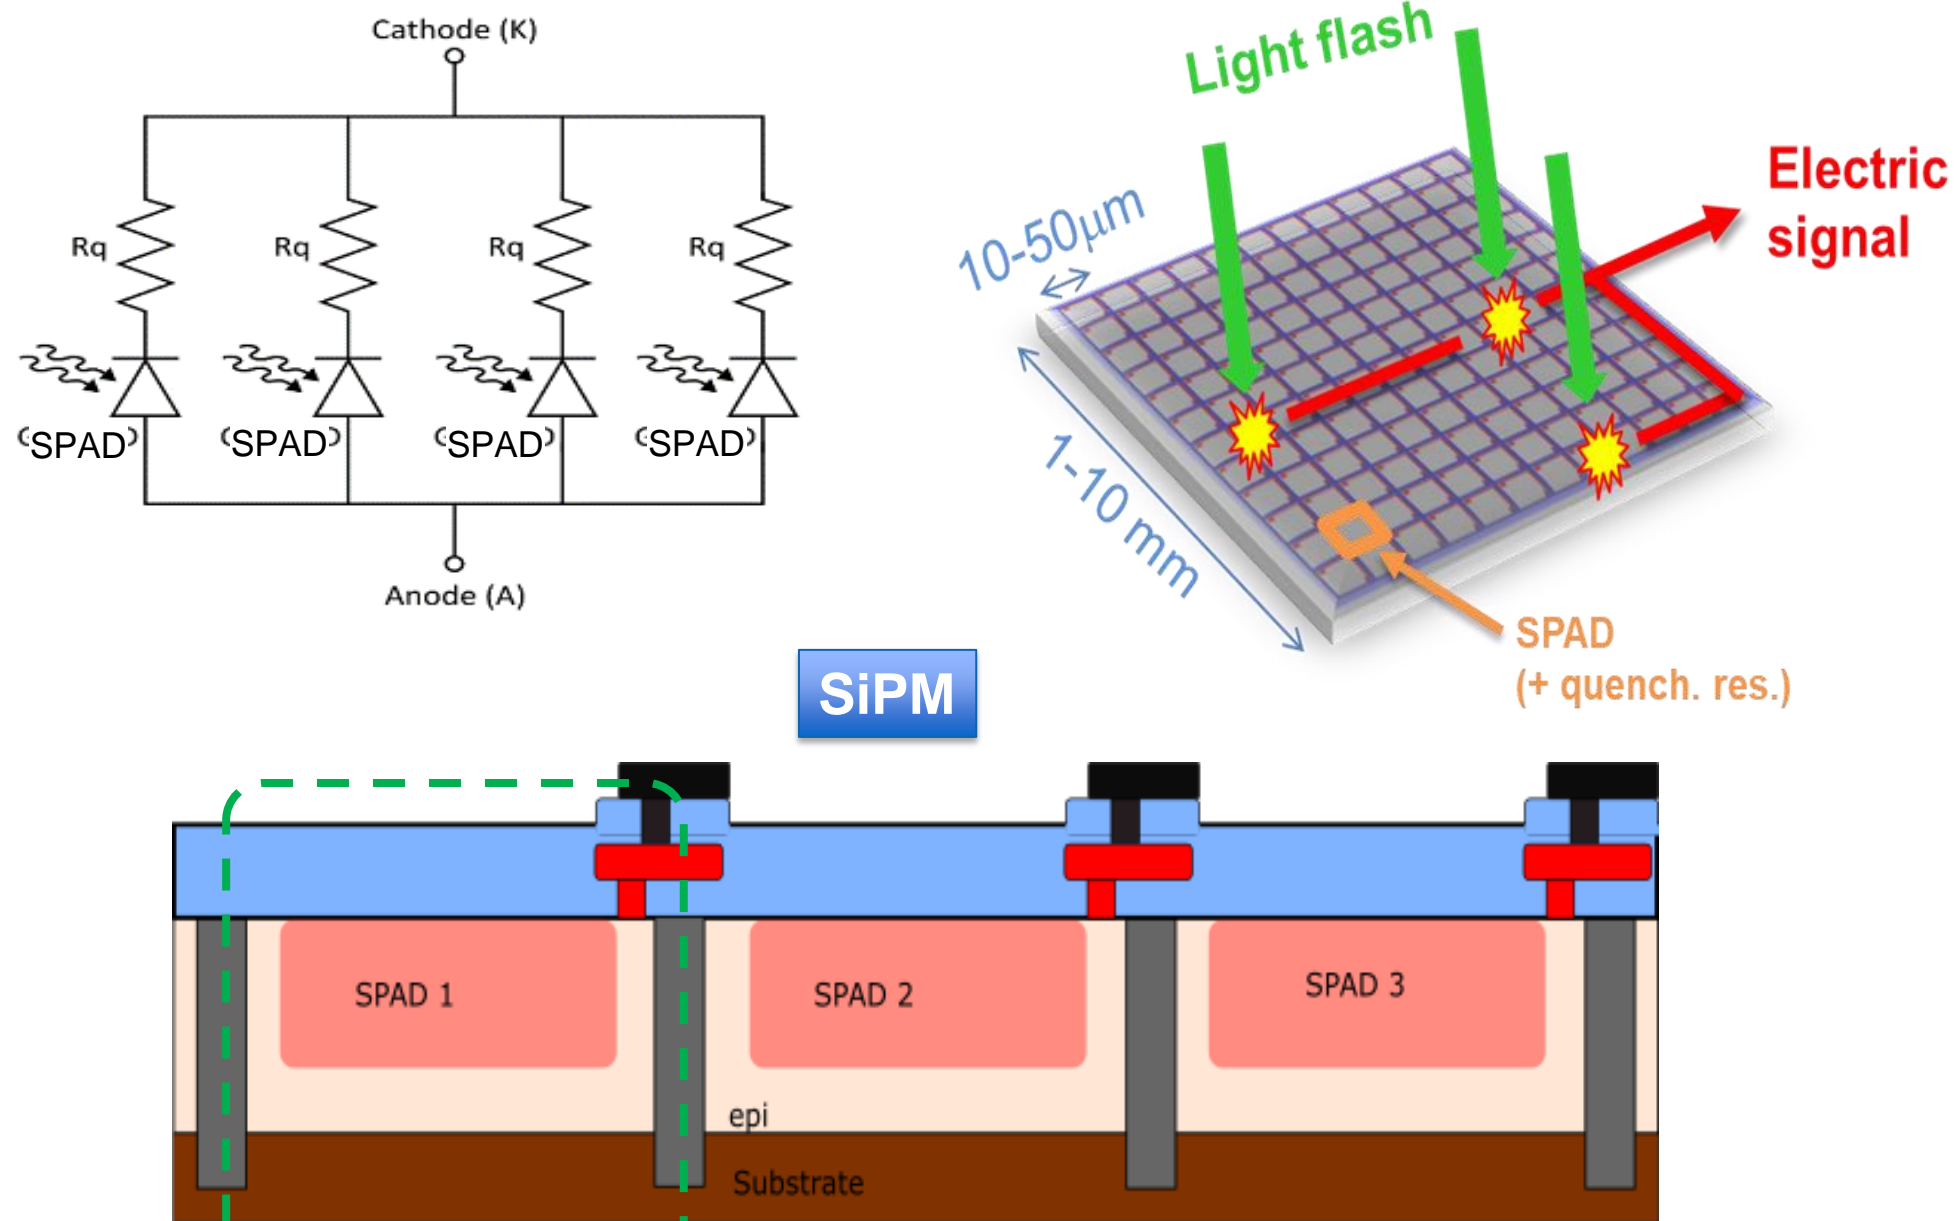 Cathode (K)
Rq
Rq
Rq
Rq
(SPAD)
(SPAD)
(SPAD)
(SPAD)
Anode (A)
Light flash
Electric
signal
10-50µm
1-10 mm
SPAD
(+ quench. res.)
SiPM
SPAD 1
SPAD 2
SPAD 3
epi
Substrate